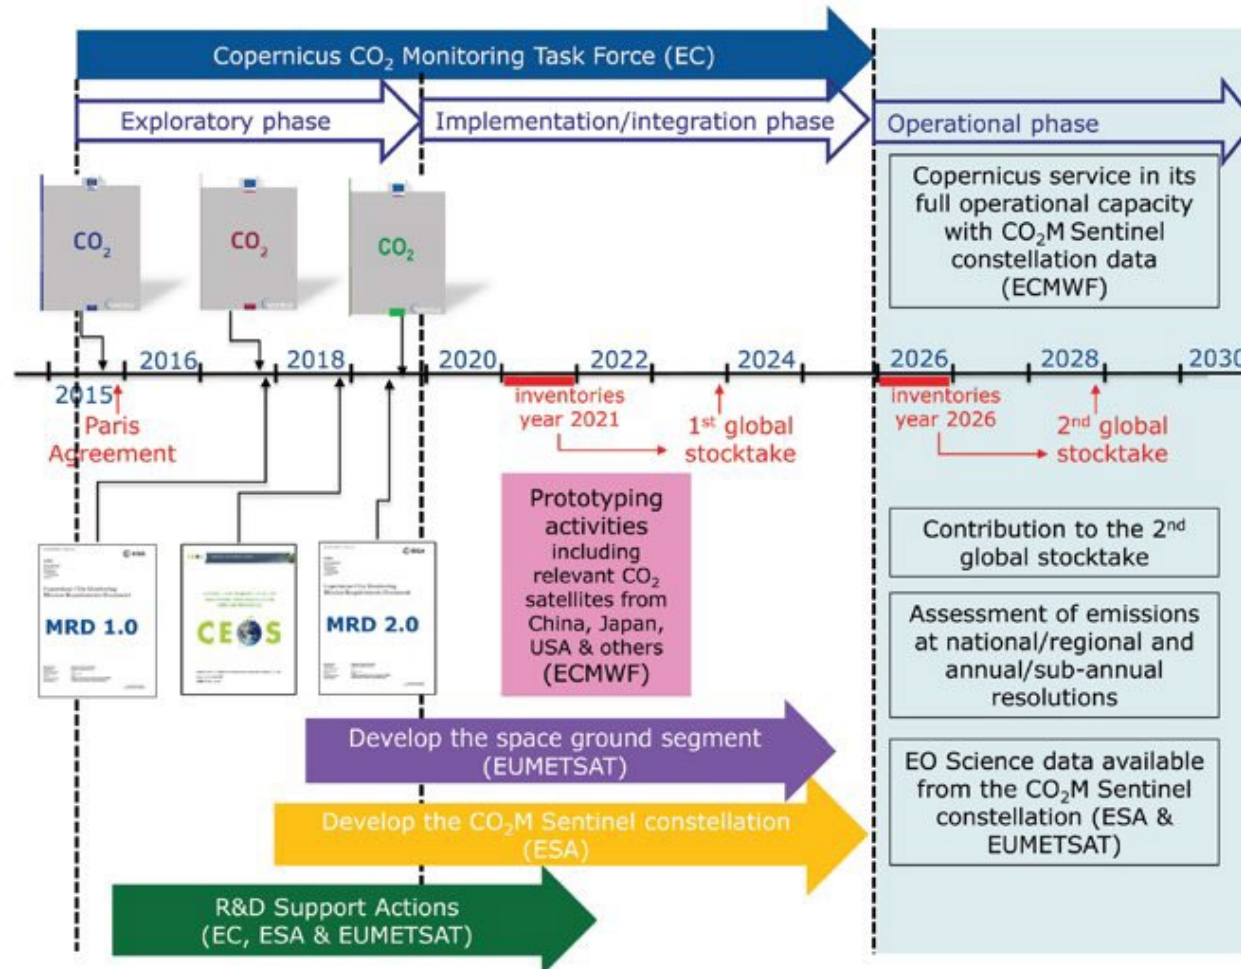 Copernicus CO₂ Monitoring Task Force (EC)
Exploratory phase
Implementation/integration phase
Operational phase
CO₂
CO₂
CO₂
Copernicus service in its
full operational capacity
with CO₂M Sentinel
constellation data
(ECMWF)
2015
2016
2018
2020
2022
2024
2026
2028
2030
Paris
Agreement
inventories
year 2021
1st global
stocktake
inventories
year 2026
2nd global
stocktake
MRD 1.0
CEOS
MRD 2.0
Prototyping
activities
including
relevant CO₂
satellites from
China, Japan,
USA & others
(ECMWF)
Contribution to the 2nd
global stocktake
Assessment of emissions
at national/regional and
annual/sub-annual
resolutions
EO Science data available
from the CO₂M Sentinel
constellation (ESA &
EUMETSAT)
Develop the space ground segment
(EUMETSAT)
Develop the CO₂M Sentinel constellation
(ESA)
R&D Support Actions
(EC, ESA & EUMETSAT)